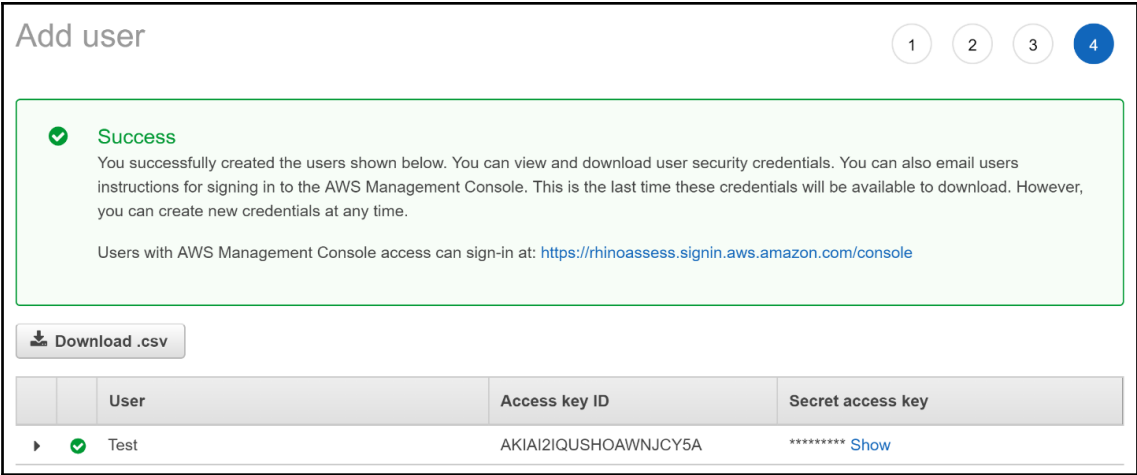 Add user
1 2 3 4
Success
You successfully created the users shown below. You can view and download user security credentials. You can also email users
instructions for signing in to the AWS Management Console. This is the last time these credentials will be available to download. However,
you can create new credentials at any time.
Users with AWS Management Console access can sign-in at: https://rhinoassess.signin.aws.amazon.com/console
Download .csv
User Access key ID Secret access key
Test AKIAI2IQUSHOAWNJCY5A ********* Show